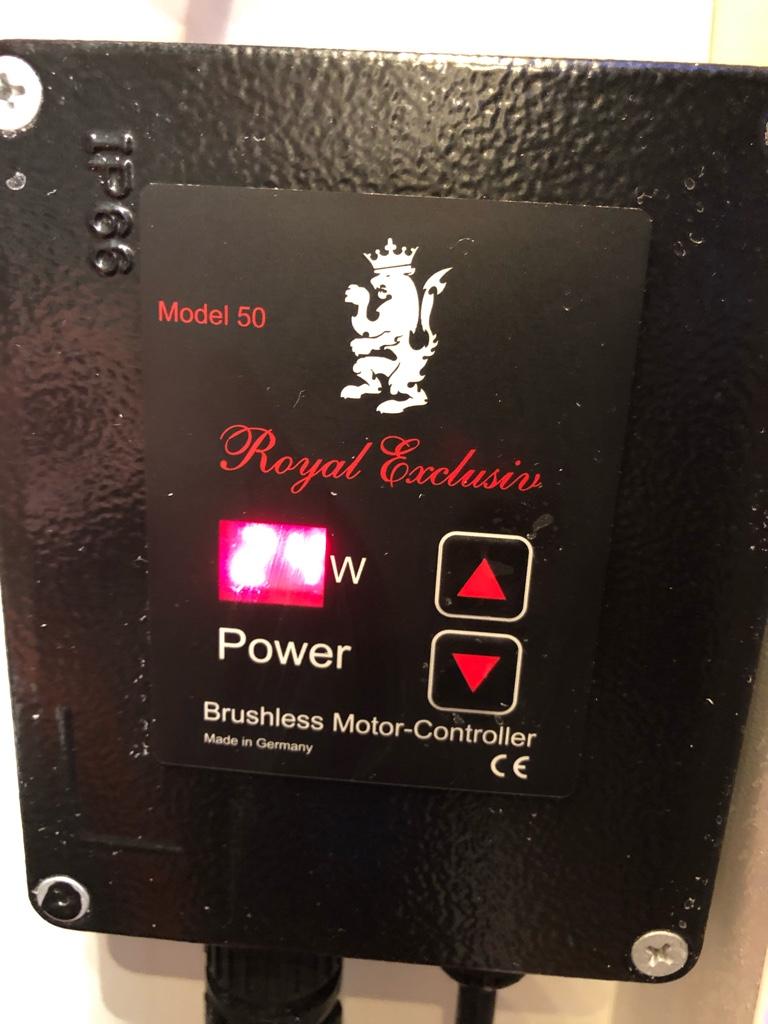 IP66
Model 50
Royal Exclusiv
W
Power
Brushless Motor-Controller
Made in Germany
CE